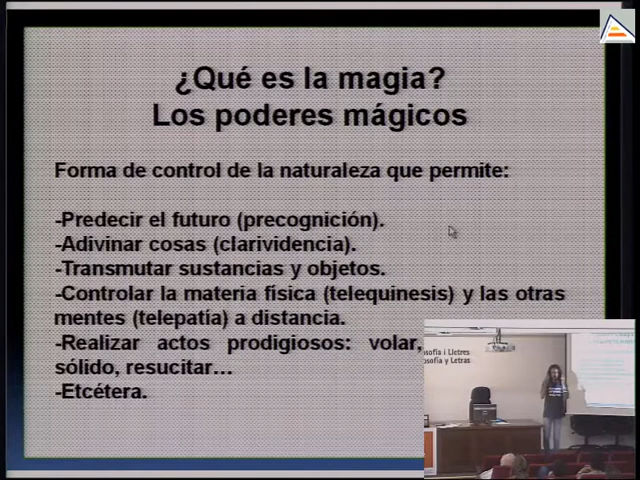 ¿Qué es la magia?
Los poderes mágicos
Forma de control de la naturaleza que permite:
-Predecir el futuro (precognición).
-Adivinar cosas (clarividencia).
-Transmutar sustancias y objetos.
-Controlar la materia física (telequinesis) y las otras
mentes (telepatía) a distancia.
-Realizar actos prodigiosos: volar,
sólido, resucitar...
-Etcétera.
Lletres
y Letras